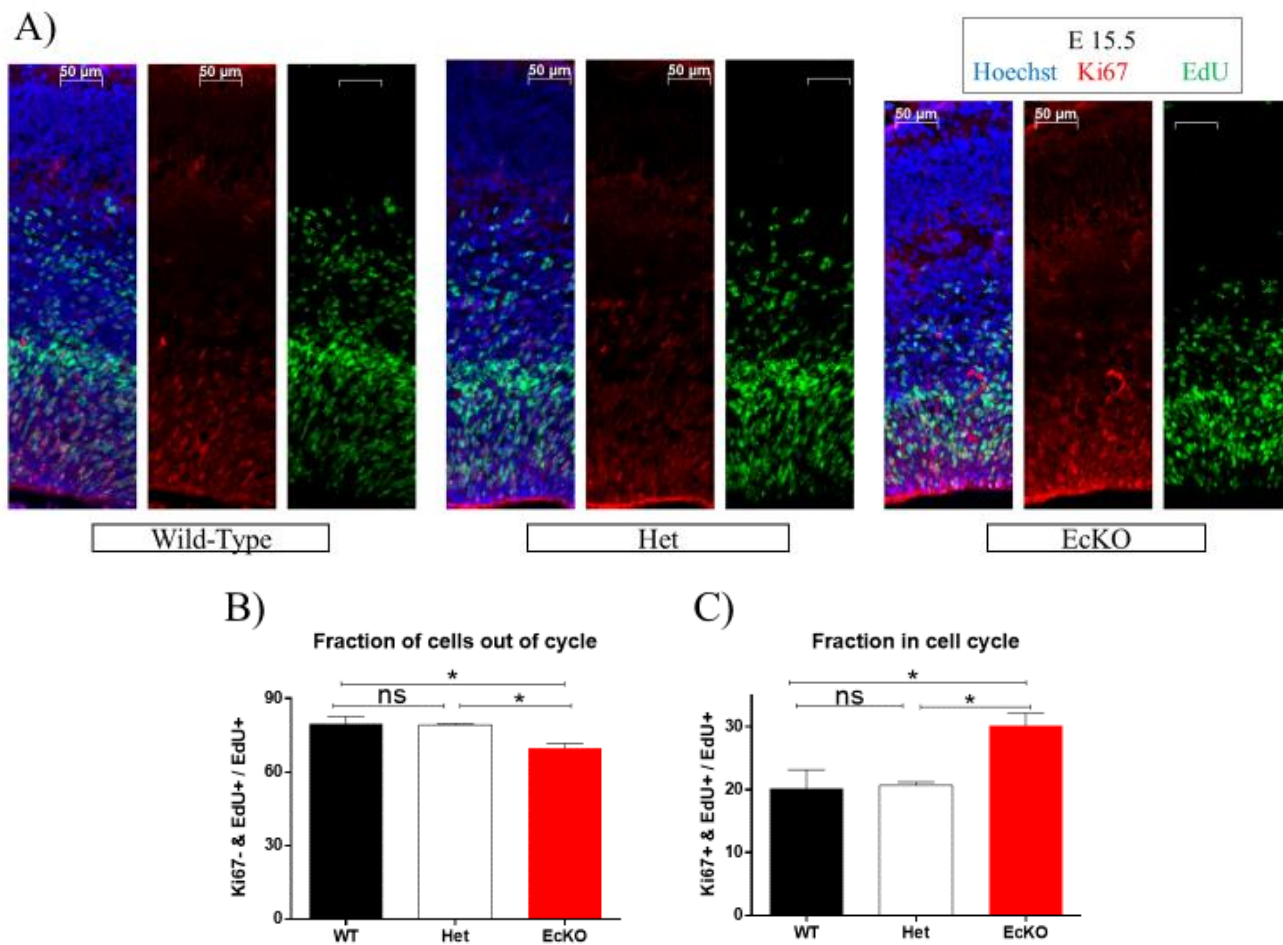 A)
E 15.5
Hoechst Ki67 EdU
50 µm 50 µm
50 µm
50 µm 50 µm
Wild-Type
Het
EcKO
B)
Fraction of cells out of cycle
*
ns *
Ki67- & EdU+ / EdU+
90
60
30
0
WT Het EcKO
C)
Fraction in cell cycle
*
ns *
Ki67+ & EdU+ / EdU+
30
20
10
0
WT Het EcKO